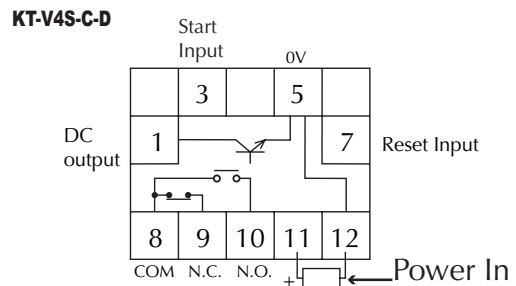 KT-V4S-C-D
Start
Input
0V
3 5
DC
output
1 7
Reset Input
8 9 10 11 12
COM N.C. N.O. +
Power In